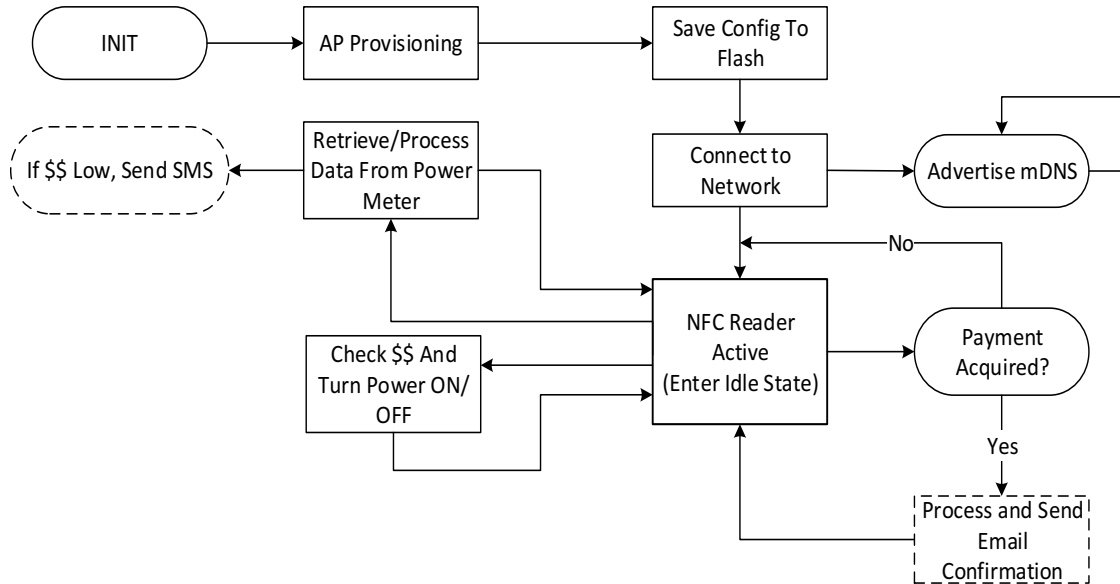 INIT
AP Provisioning
Save Config To
Flash
If $$ Low, Send SMS
Retrieve/Process
Data From Power
Meter
Connect to
Network
Advertise mDNS
No
NFC Reader
Active
(Enter Idle State)
Payment
Acquired?
Check $$ And
Turn Power ON/
OFF
Yes
Process and Send
Email
Confirmation